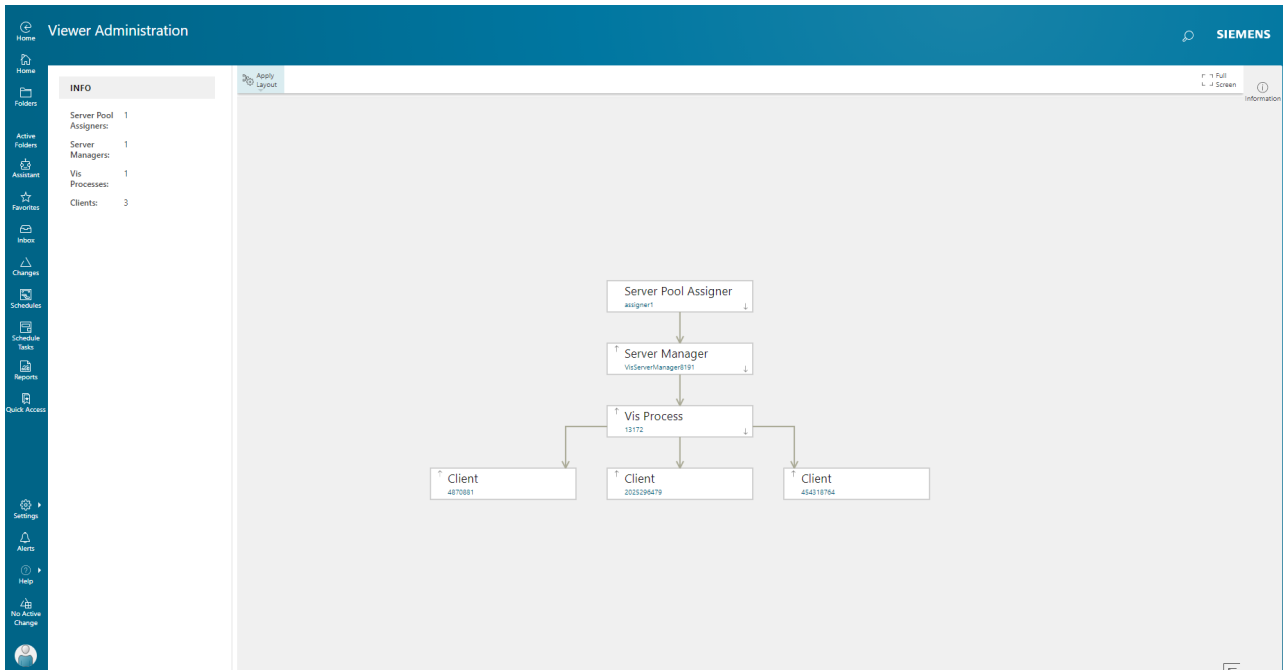 Home
Viewer Administration
SIEMENS
Home
Folders
Active
Folders
Assistant
Favorites
Inbox
Changes
Schedules
Schedule
Tasks
Reports
Quick Access
Settings
Alerts
Help
No Active
Change
INFO
Server Pool Assigners: 1
Server Managers: 1
Vis Processes: 1
Clients: 3
Apply
Layout
Full
Screen
Information
Server Pool Assigner
assigner1
Server Manager
VisServerManager8191
Vis Process
13172
Client
4870881
Client
2025296479
Client
454318764